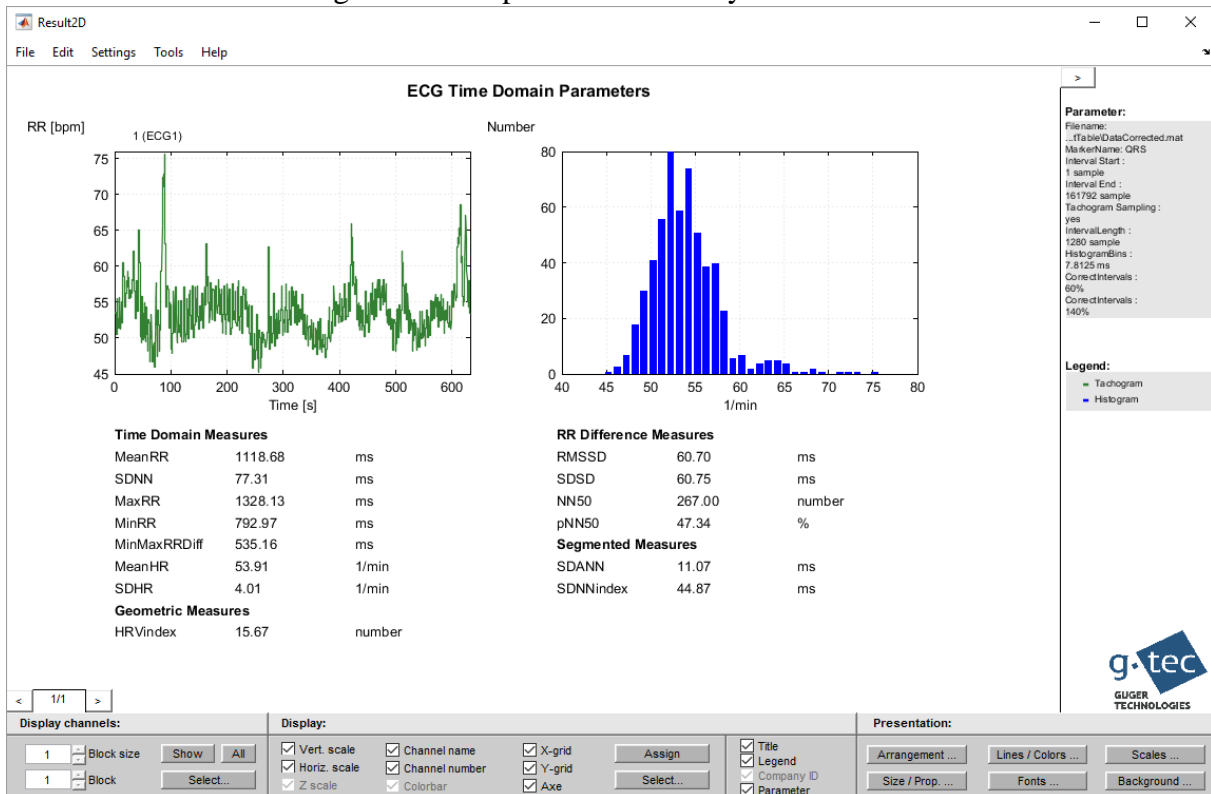 Result2D
File Edit Settings Tools Help
ECG Time Domain Parameters
RR [bpm]
1 (ECG1)
75
70
65
60
55
50
45
0 100 200 300 400 500 600
Time [s]
Number
80
60
40
20
0
40 45 50 55 60 65 70 75 80
1/min
Time Domain Measures
MeanRR 1118.68 ms
SDNN 77.31 ms
MaxRR 1328.13 ms
MinRR 792.97 ms
MinMaxRRDiff 535.16 ms
MeanHR 53.91 1/min
SDHR 4.01 1/min
Geometric Measures
HRVindex 15.67 number
RR Difference Measures
RMSSD 60.70 ms
SDSD 60.75 ms
NN50 267.00 number
pNN50 47.34 %
Segmented Measures
SDANN 11.07 ms
SDNNindex 44.87 ms
>
Parameter:
Filename:
...tTable\DataCorrected.mat
MarkerName: QRS
Interval Start :
1 sample
Interval End :
161792 sample
Tachogram Sampling :
yes
IntervalLength :
1280 sample
HistogramBins :
7.8125 ms
CorrectIntervals :
60%
CorrectIntervals :
140%
Legend:
Tachogram
Histogram
g.tec
GUGER
TECHNOLOGIES
< 1/1 >
Display channels:
1 Block size Show All
1 Block Select...
Display:
Vert. scale Channel name X-grid Assign
Horiz. scale Channel number Y-grid
Z scale Colorbar Axe Select...
Title
Legend
Company ID
Parameter
Presentation:
Arrangement ... Lines / Colors ... Scales ...
Size / Prop. ... Fonts ... Background ...